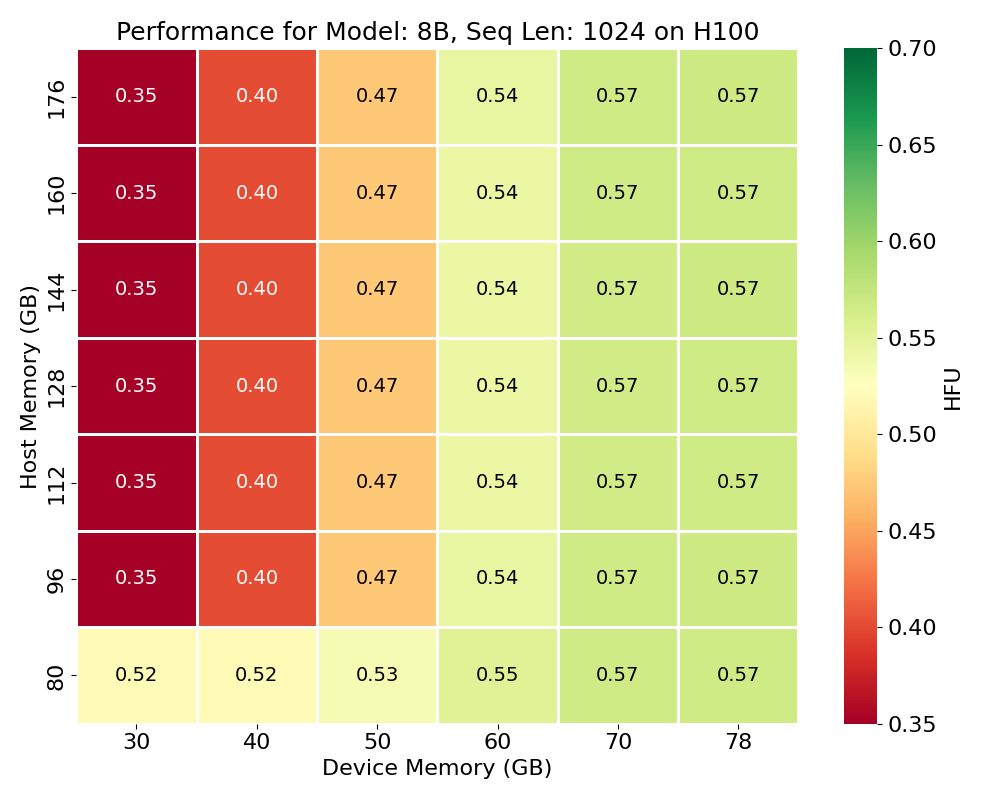 Performance for Model: 8B, Seq Len: 1024 on H100
176 0.35 0.40 0.47 0.54 0.57 0.57
160 0.35 0.40 0.47 0.54 0.57 0.57
144 0.35 0.40 0.47 0.54 0.57 0.57
128 0.35 0.40 0.47 0.54 0.57 0.57
112 0.35 0.40 0.47 0.54 0.57 0.57
96 0.35 0.40 0.47 0.54 0.57 0.57
80 0.52 0.52 0.53 0.55 0.57 0.57
30 40 50 60 70 78
Device Memory (GB)
Host Memory (GB)
0.70
0.65
0.60
0.55
0.50
0.45
0.40
0.35
HFU